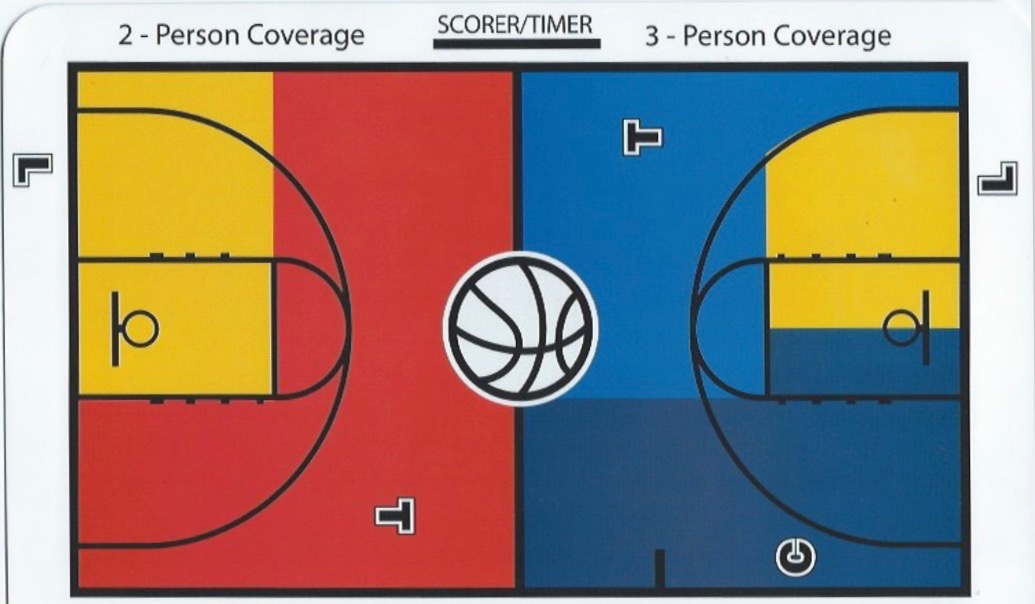 2 - Person Coverage
SCORER/TIMER
3 - Person Coverage
L
T
L
T
C